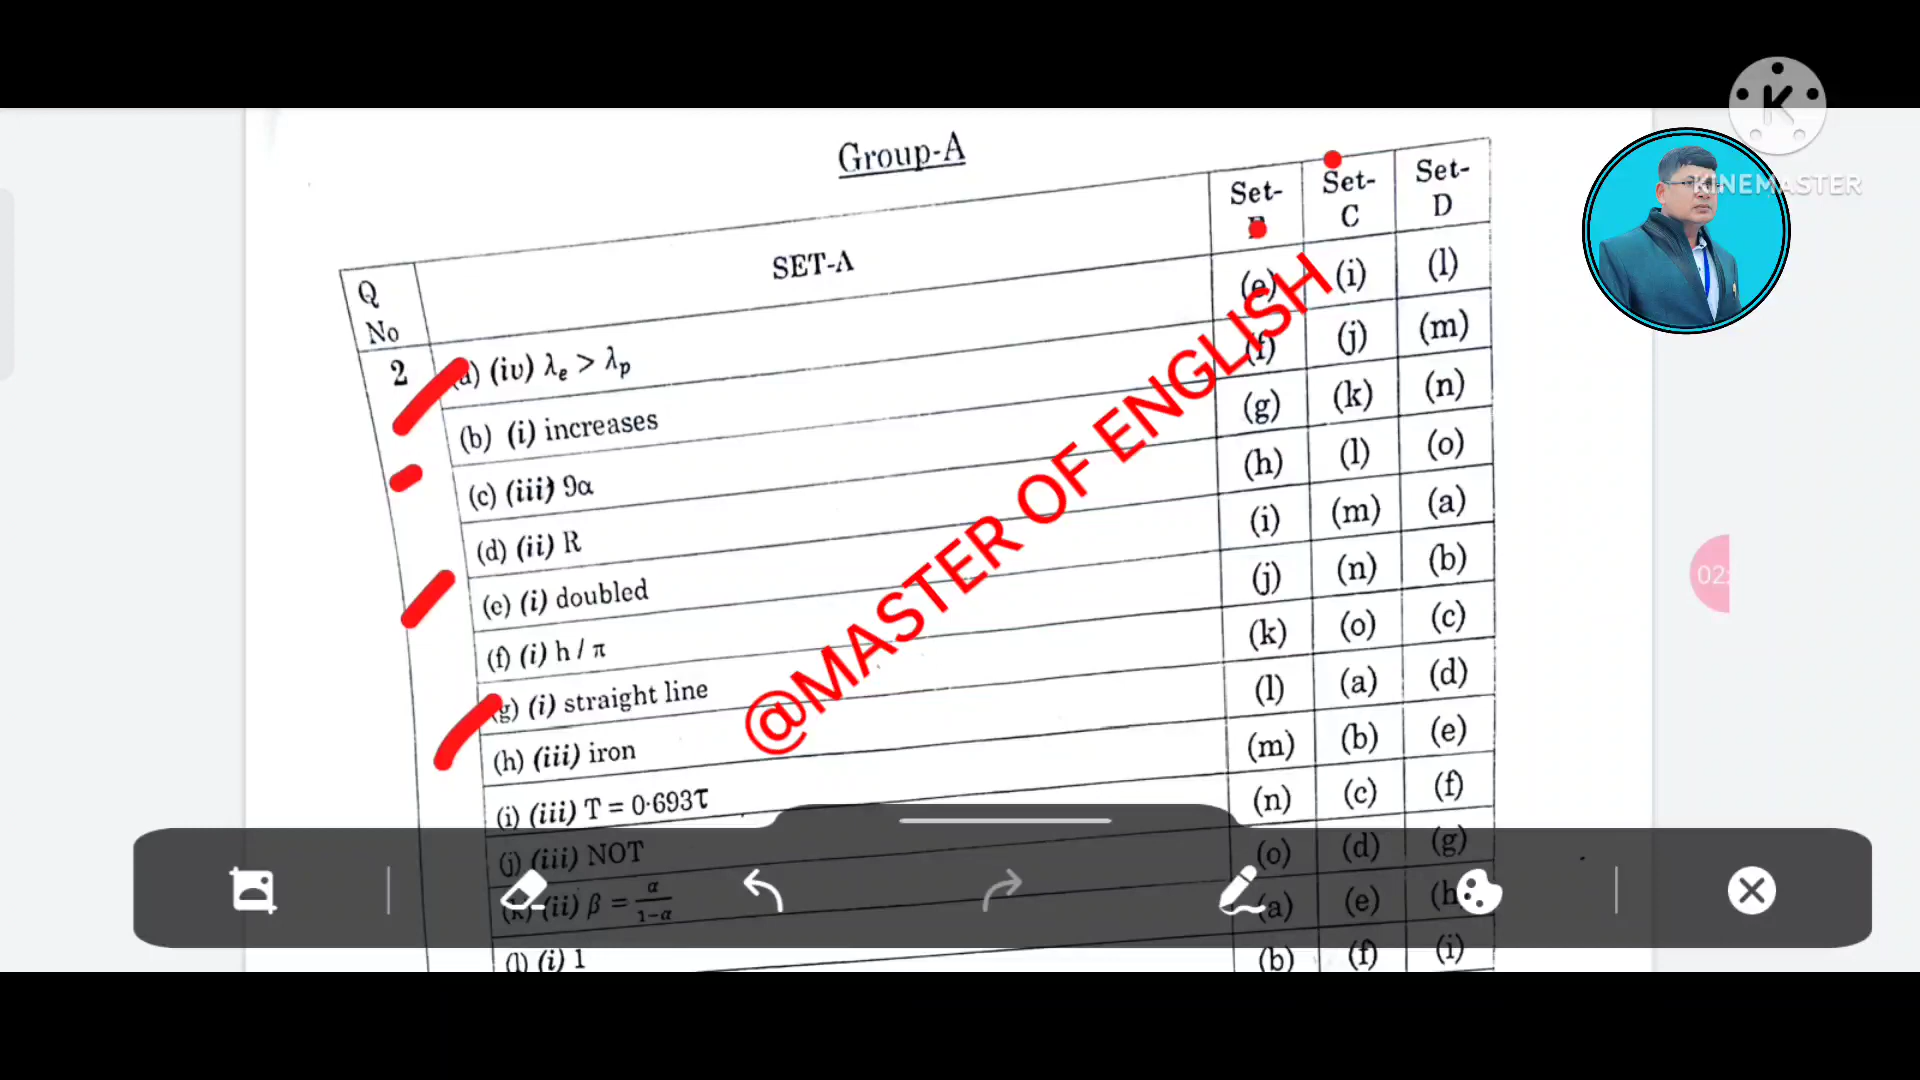 KINEMASTER
Group-A
Q No SET-A Set- Set-C Set-D
2 (a) (iv) λe > λp (e) (i) (l)
(b) (i) increases (f) (j) (m)
(c) (iii) 9α (g) (k) (n)
(d) (ii) R (h) (l) (o)
(e) (i) doubled (i) (m) (a)
(f) (i) h / π (j) (n) (b)
(g) (i) straight line (k) (o) (c)
(h) (iii) iron (l) (a) (d)
(i) (iii) T = 0·693τ (m) (b) (e)
(j) (iii) NOT (n) (c) (f)
(k) (ii) β = α/1−α (o) (d) (g)
(l) (i) 1 (a) (e) (h
(b) (f) (i)
@MASTER OF ENGLISH
02: